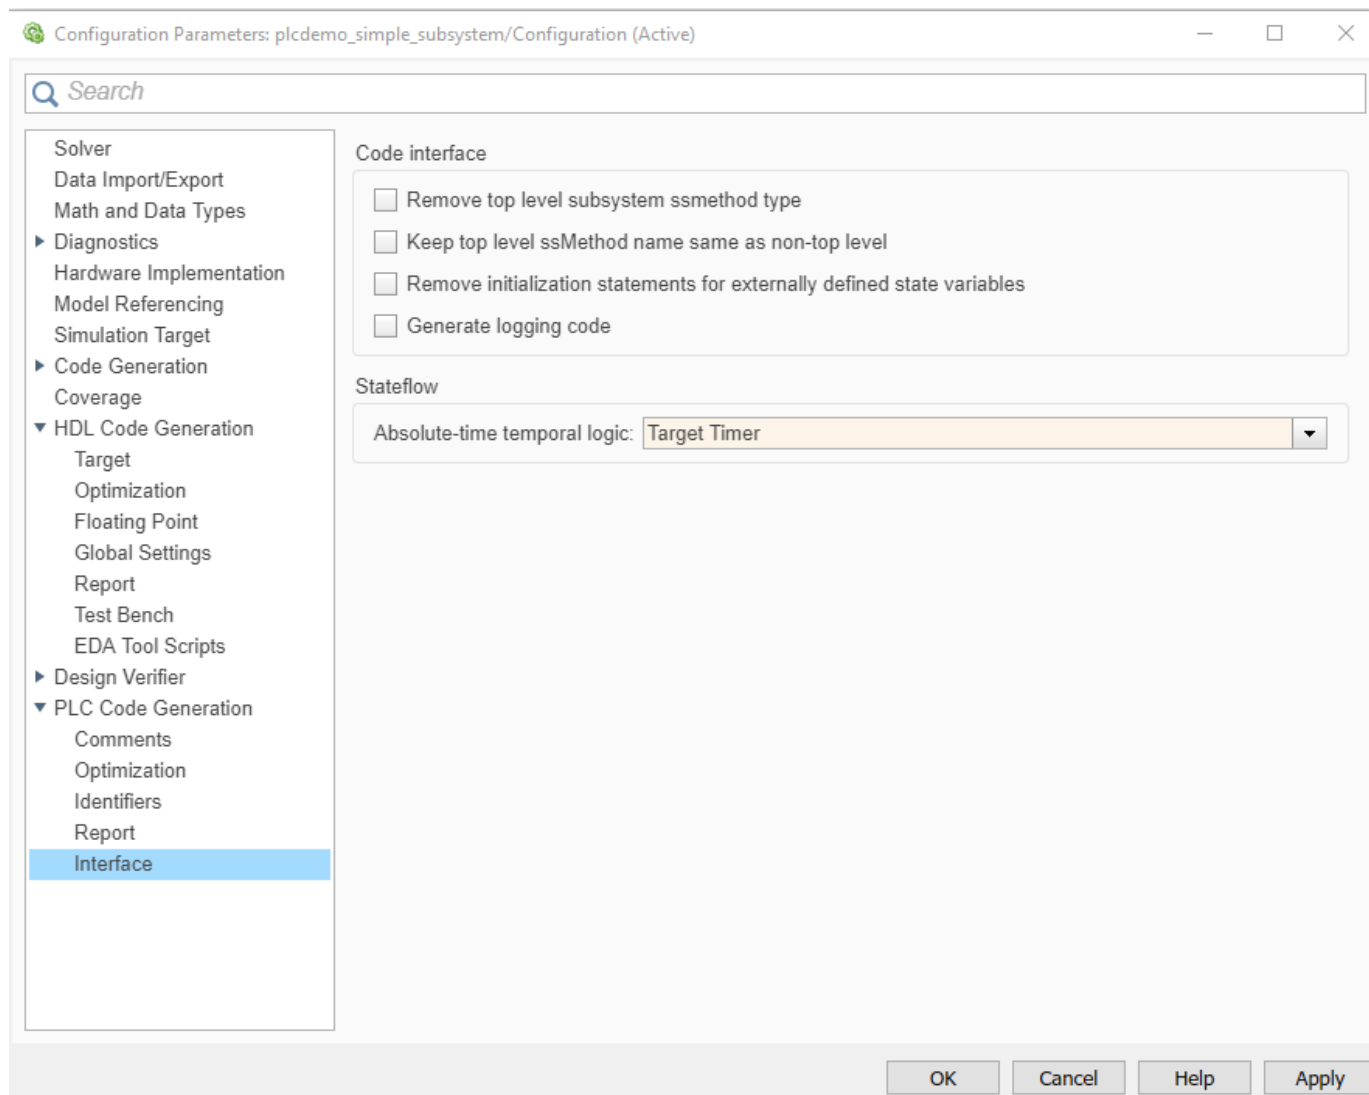 Configuration Parameters: plcdemo_simple_subsystem/Configuration (Active)
Search
Solver
Data Import/Export
Math and Data Types
Diagnostics
Hardware Implementation
Model Referencing
Simulation Target
Code Generation
Coverage
HDL Code Generation
Target
Optimization
Floating Point
Global Settings
Report
Test Bench
EDA Tool Scripts
Design Verifier
PLC Code Generation
Comments
Optimization
Identifiers
Report
Interface
Code interface
Remove top level subsystem ssmethod type
Keep top level ssMethod name same as non-top level
Remove initialization statements for externally defined state variables
Generate logging code
Stateflow
Absolute-time temporal logic: Target Timer
OK Cancel Help Apply